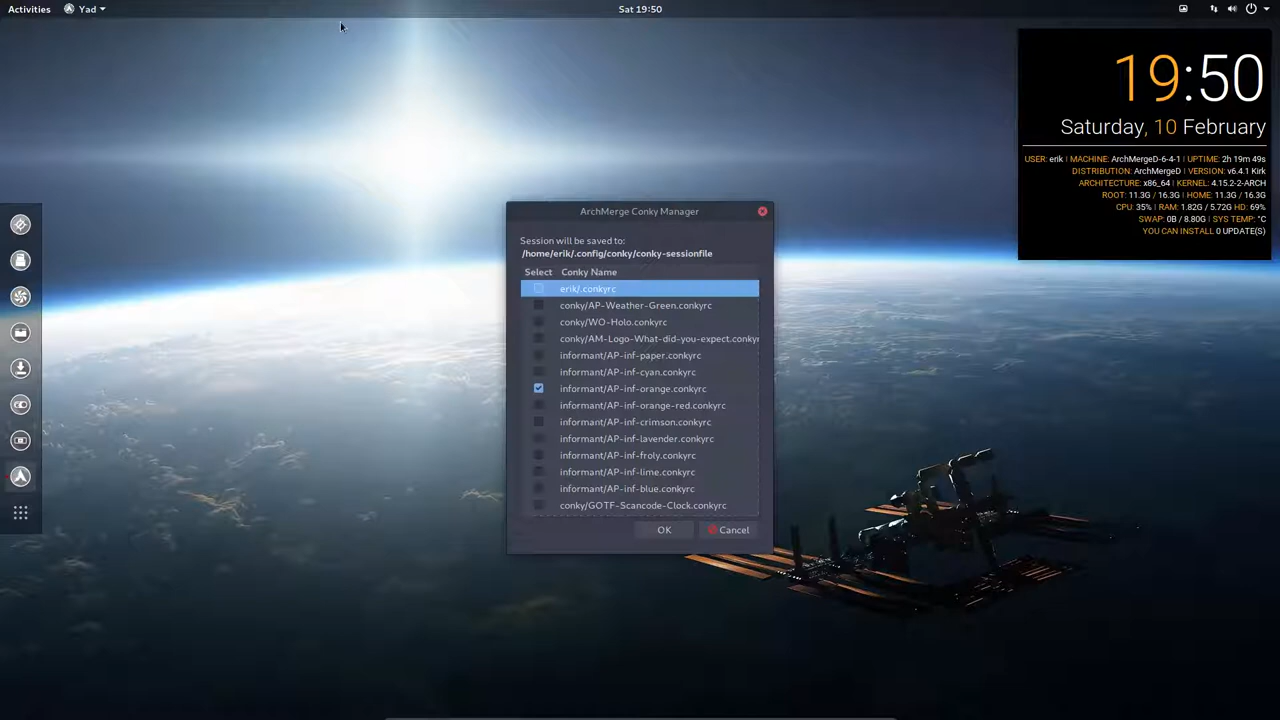 Activities
Yad
Sat 19:50
19:50
Saturday, 10 February
USER: erik | MACHINE: ArchMergeD-6-4-1 | UPTIME: 2h 19m 49s
DISTRIBUTION: ArchMergeD | VERSION: v6.4.1 Kirk
ARCHITECTURE: x86_64 | KERNEL: 4.15.2-2-ARCH
ROOT: 11.3G / 16.3G | HOME: 11.3G / 16.3G
CPU: 35% | RAM: 1.82G / 5.72G HD: 69%
SWAP: 0B / 8.80G | SYS TEMP: °C
YOU CAN INSTALL 0 UPDATE(S)
ArchMerge Conky Manager
Session will be saved to:
/home/erik/.config/conky/conky-sessionfile
Select Conky Name
erik/.conkyrc
conky/AP-Weather-Green.conkyrc
conky/WO-Holo.conkyrc
conky/AM-Logo-What-did-you-expect.conkyr
informant/AP-inf-paper.conkyrc
informant/AP-inf-cyan.conkyrc
informant/AP-inf-orange.conkyrc
informant/AP-inf-orange-red.conkyrc
informant/AP-inf-crimson.conkyrc
informant/AP-inf-lavender.conkyrc
informant/AP-inf-froly.conkyrc
informant/AP-inf-lime.conkyrc
informant/AP-inf-blue.conkyrc
conky/GOTF-Scancode-Clock.conkyrc
OK
Cancel